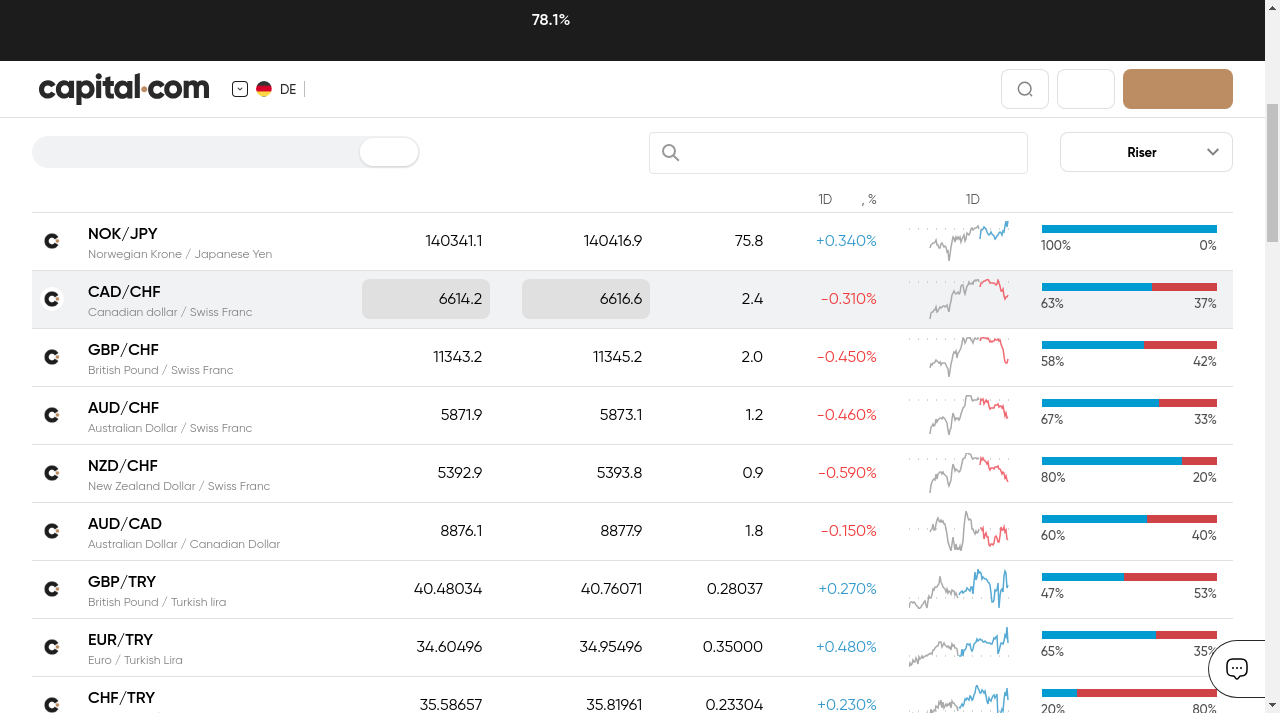 78.1%
capital.com
DE
Riser
1D , % 1D
NOK/JPY 140341.1 140416.9 75.8 +0.340%
Norwegian Krone / Japanese Yen 100% 0%
CAD/CHF 6614.2 6616.6 2.4 -0.310%
Canadian dollar / Swiss Franc 63% 37%
GBP/CHF 11343.2 11345.2 2.0 -0.450%
British Pound / Swiss Franc 58% 42%
AUD/CHF 5871.9 5873.1 1.2 -0.460%
Australian Dollar / Swiss Franc 67% 33%
NZD/CHF 5392.9 5393.8 0.9 -0.590%
New Zealand Dollar / Swiss Franc 80% 20%
AUD/CAD 8876.1 8877.9 1.8 -0.150%
Australian Dollar / Canadian Dollar 60% 40%
GBP/TRY 40.48034 40.76071 0.28037 +0.270%
British Pound / Turkish lira 47% 53%
EUR/TRY 34.60496 34.95496 0.35000 +0.480%
Euro / Turkish Lira 65% 35%
CHF/TRY 35.58657 35.81961 0.23304 +0.230%
20% 80%